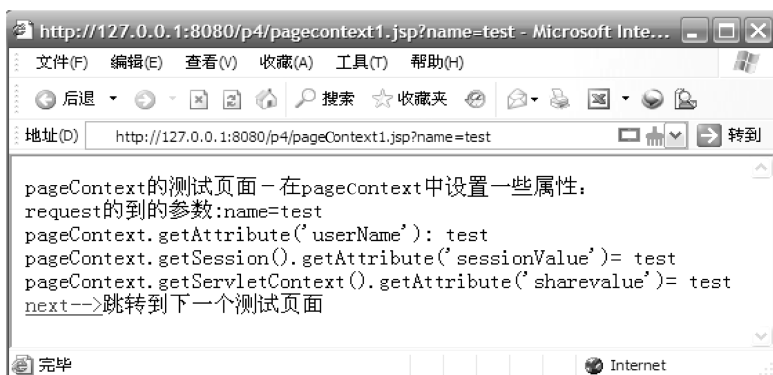 http://127.0.0.1:8080/p4/pagecontext1.jsp?name=test - Microsoft Inte...
文件(F) 编辑(E) 查看(V) 收藏(A) 工具(T) 帮助(H)
后退 搜索 收藏夹
地址(D) http://127.0.0.1:8080/p4/pageContext1.jsp?name=test 转到
pageContext的测试页面－在pageContext中设置一些属性：
request的到的参数:name=test
pageContext.getAttribute('userName'): test
pageContext.getSession().getAttribute('sessionValue')= test
pageContext.getServletContext().getAttribute('sharevalue')= test
next-->跳转到下一个测试页面
完毕 Internet